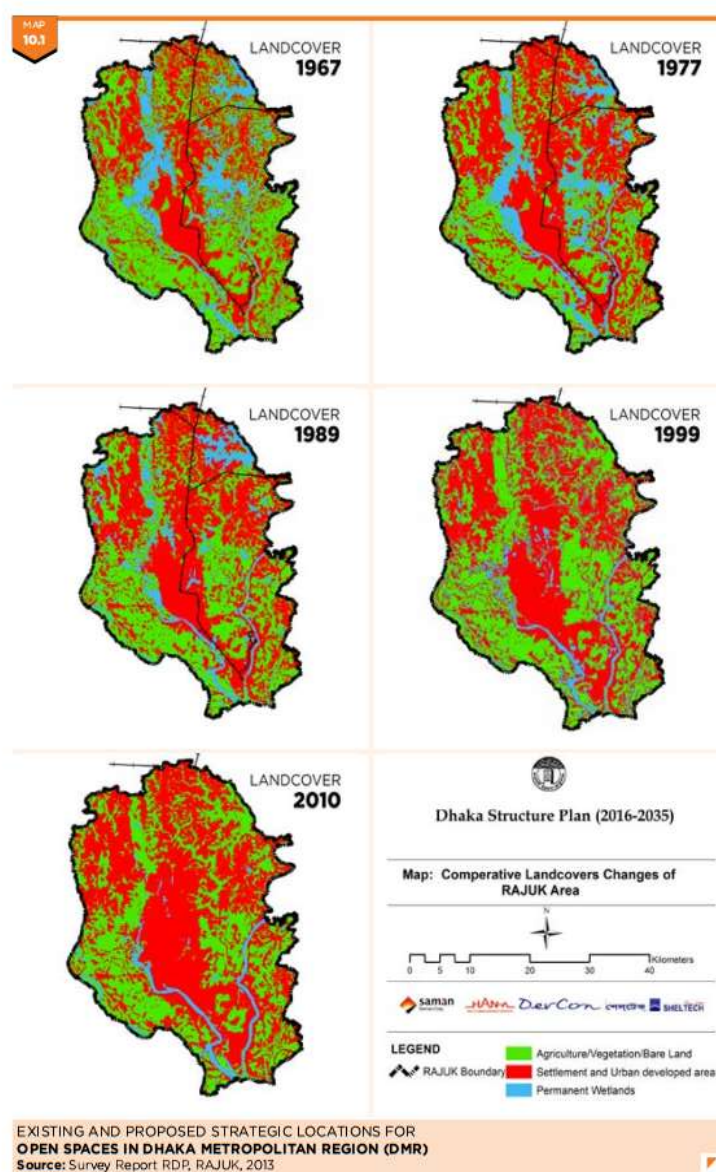 MAP
10.1
LANDCOVER
1967
LANDCOVER
1977
LANDCOVER
1989
LANDCOVER
1999
LANDCOVER
2010
Dhaka Structure Plan (2016-2035)
Map: Comperative Landcovers Changes of
RAJUK Area
N
Kilometers
0 5 10 20 30 40
saman
HANA
DevCon
শেলটেক
SHELTECH
LEGEND
RAJUK Boundary
Agriculture/Vegetation/Bare Land
Settlement and Urban developed area
Permanent Wetlands
EXISTING AND PROPOSED STRATEGIC LOCATIONS FOR
OPEN SPACES IN DHAKA METROPOLITAN REGION (DMR)
Source: Survey Report RDP, RAJUK, 2013